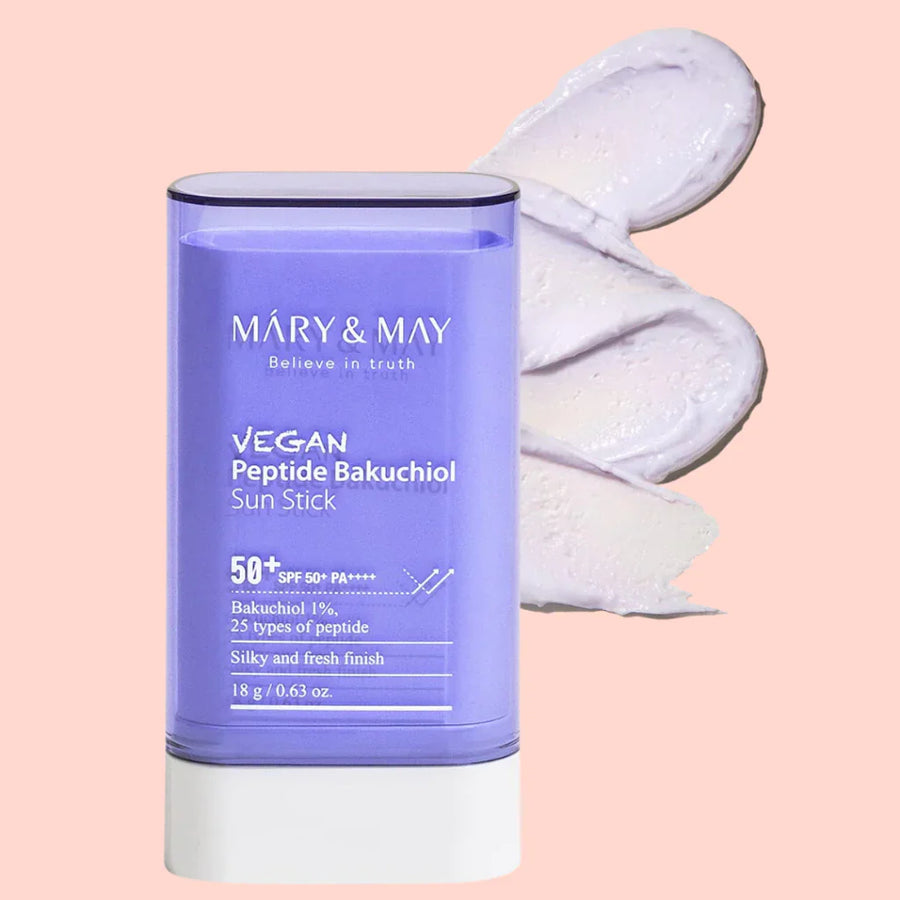 MÁRY & MAY
Believe in truth
VEGAN
Peptide Bakuchiol
Sun Stick
50+ SPF 50+ PA++++
Bakuchiol 1%,
25 types of peptide
Silky and fresh finish
18 g / 0.63 oz.